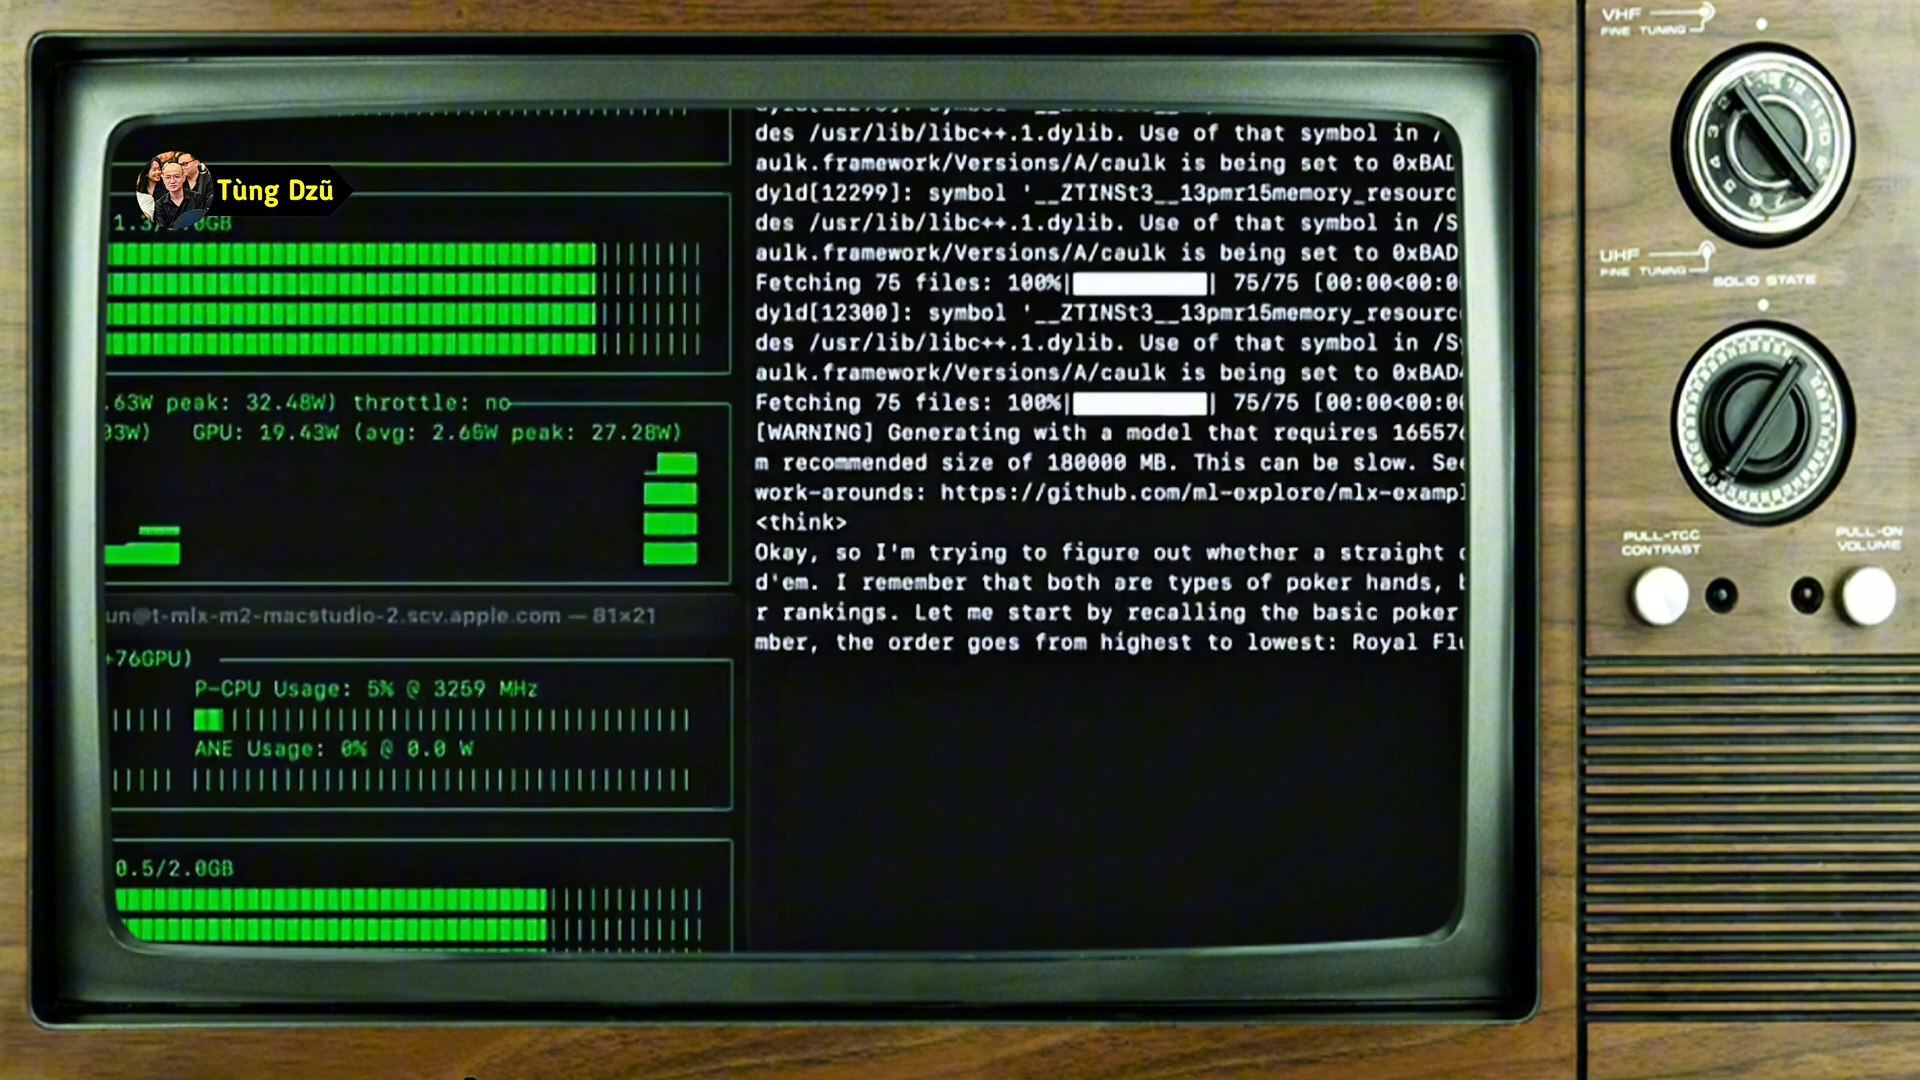 Tùng Dzũ
.63W peak: 32.48W) throttle: no
93W) GPU: 19.43W (avg: 2.65W peak: 27.28W)
un@t-mlx-m2-macstudio-2.scv.apple.com — 81×21
+76GPU)
P-CPU Usage: 5% @ 3259 MHz
ANE Usage: 0% @ 0.0 W
0.5/2.0GB
des /usr/lib/libc++.1.dylib. Use of that symbol in /
aulk.framework/Versions/A/caulk is being set to 0xBAD
dyld[12299]: symbol '__ZTINSt3__13pmr15memory_resourc
des /usr/lib/libc++.1.dylib. Use of that symbol in /S
aulk.framework/Versions/A/caulk is being set to 0xBAD
Fetching 75 files: 100%| | 75/75 [00:00<00:0
dyld[12300]: symbol '__ZTINSt3__13pmr15memory_resourc
des /usr/lib/libc++.1.dylib. Use of that symbol in /Sy
aulk.framework/Versions/A/caulk is being set to 0xBAD
Fetching 75 files: 100%| | 75/75 [00:00<00:0
[WARNING] Generating with a model that requires 16557
m recommended size of 180000 MB. This can be slow. See
work-arounds: https://github.com/ml-explore/mlx-exampl
<think>
Okay, so I'm trying to figure out whether a straight
d'em. I remember that both are types of poker hands,
r rankings. Let me start by recalling the basic poker
mber, the order goes from highest to lowest: Royal Flu
VHF
FINE TUNING
UHF
FINE TUNING
SOLID STATE
PULL-TCC
CONTRAST
PULL-ON
VOLUME